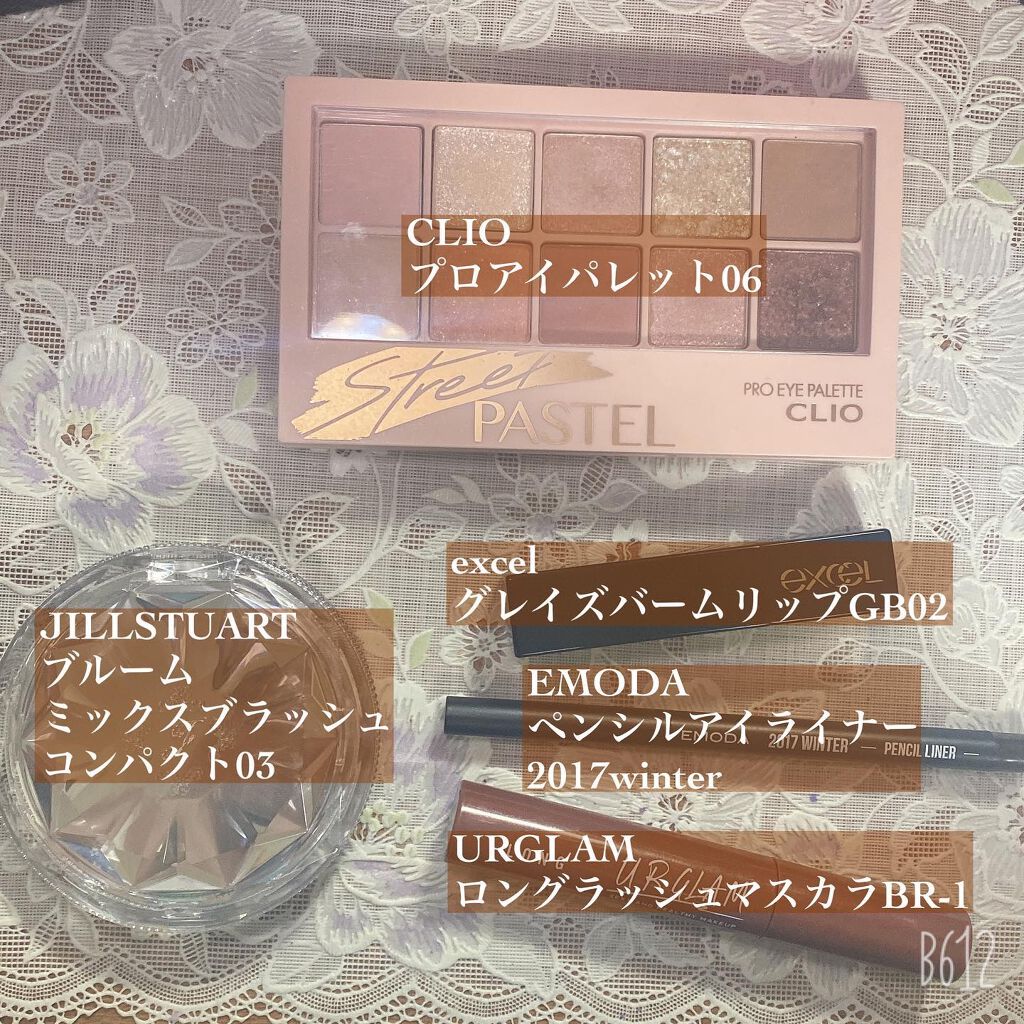 CLIO
プロアイパレット06
Street
PASTEL
PRO EYE PALETTE
CLIO
excel
excel
グレイズバームリップGB02
JILLSTUART
ブルーム
ミックスブラッシュ
コンパクト03
EMODA
ペンシルアイライナー
EMODA 2017 WINTER — PENCIL LINER —
2017winter
URGLAM
URGLAM
ロングラッシュマスカラBR-1
B612